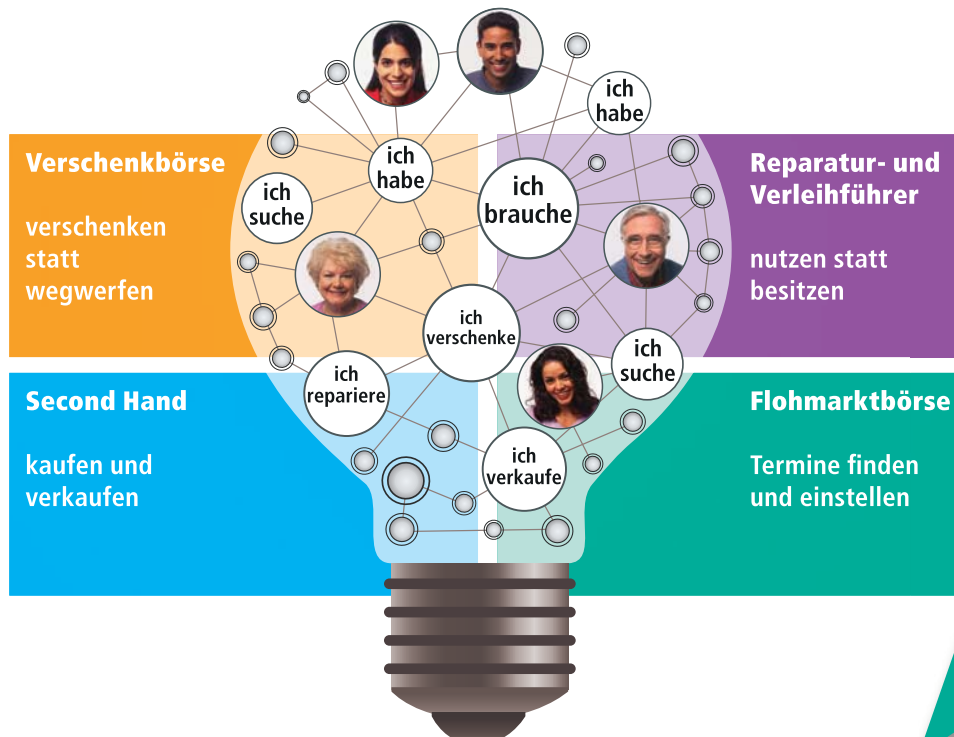 Verschenkbörse
verschenken
statt
wegwerfen
ich
suche
ich
habe
ich
brauche
ich
habe
Reparatur- und
Verleihführer
nutzen statt
besitzen
ich
verschenke
ich
repariere
ich
suche
Second Hand
kaufen und
verkaufen
ich
verkaufe
Flohmarktbörse
Termine finden
und einstellen